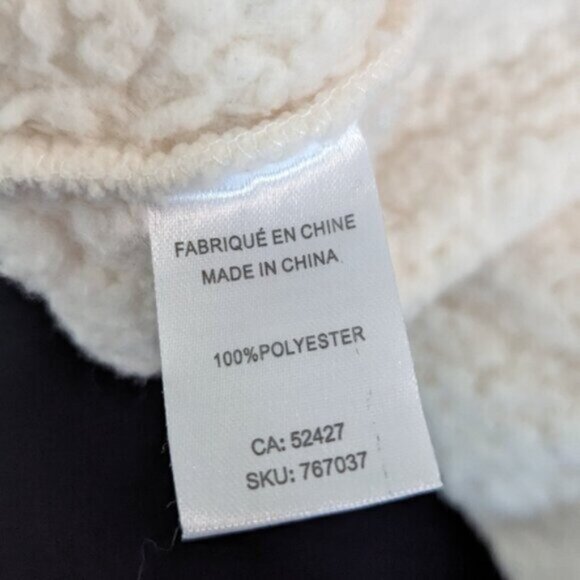 FABRIQUÉ EN CHINE
MADE IN CHINA
100%POLYESTER
CA: 52427
SKU: 767037